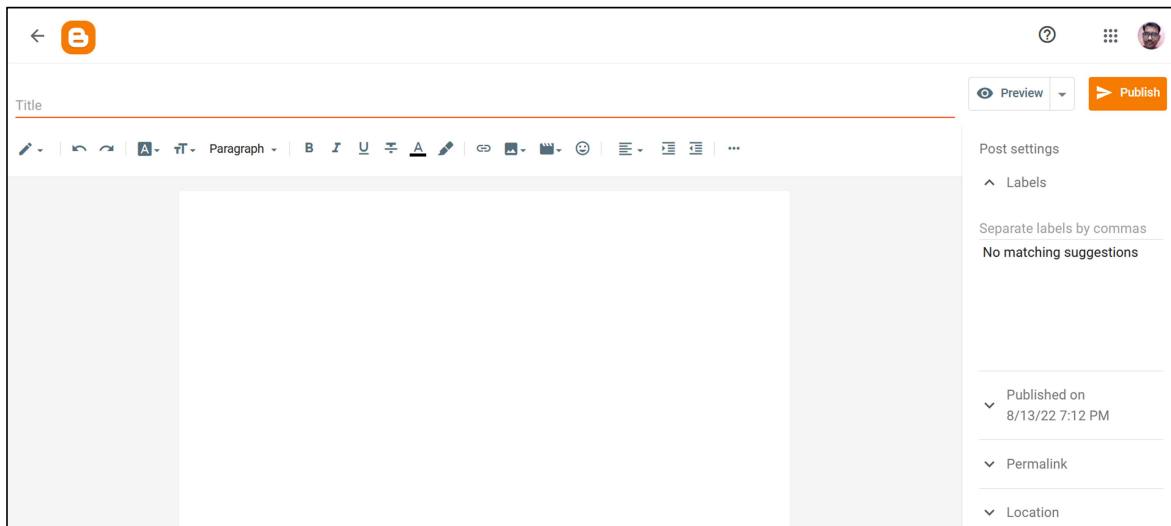 Title
Preview
Publish
Paragraph
B I U A
Post settings
Labels
Separate labels by commas
No matching suggestions
Published on
8/13/22 7:12 PM
Permalink
Location